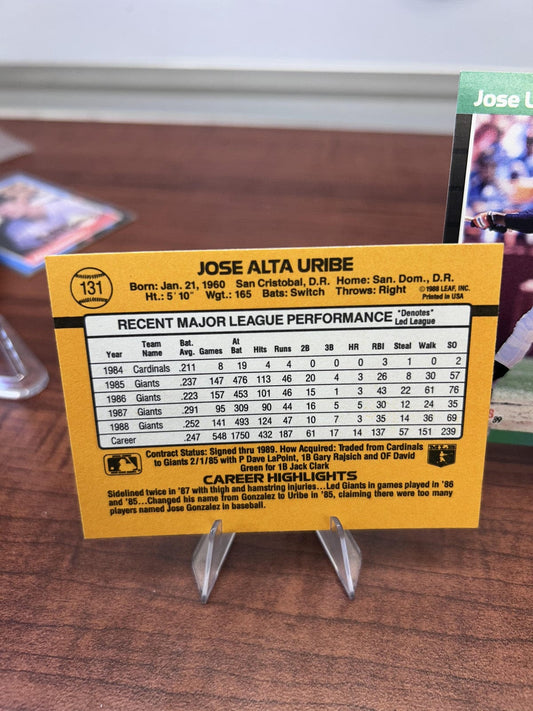 Jose U
131
JOSE ALTA URIBE
Born: Jan. 21, 1960 San Cristobal, D.R. Home: San. Dom., D.R.
Ht.: 5' 10" Wgt.: 165 Bats: Switch Throws: Right
© 1988 LEAF, INC.
Printed in USA
RECENT MAJOR LEAGUE PERFORMANCE
*Denotes
Led League
Year Team Name Bat. Avg. Games At Bat Hits Runs 2B 3B HR RBI Steal Walk SO
1984 Cardinals .211 8 19 4 4 0 0 0 3 1 0 2
1985 Giants .237 147 476 113 46 20 4 3 26 8 30 57
1986 Giants .223 157 453 101 46 15 1 3 43 22 61 76
1987 Giants .291 95 309 90 44 16 5 5 30 12 24 35
1988 Giants .252 141 493 124 47 10 7 3 35 14 36 69
Career .247 548 1750 432 187 61 17 14 137 57 151 239
Contract Status: Signed thru 1989. How Acquired: Traded from Cardinals
to Giants 2/1/85 with P Dave LaPoint, 1B Gary Rajsich and OF David
Green for 1B Jack Clark
CAREER HIGHLIGHTS
Sidelined twice in '87 with thigh and hamstring injuries...Led Giants in games played in '86
and '85...Changed his name from Gonzalez to Uribe in '85, claiming there were too many
players named Jose Gonzalez in baseball.